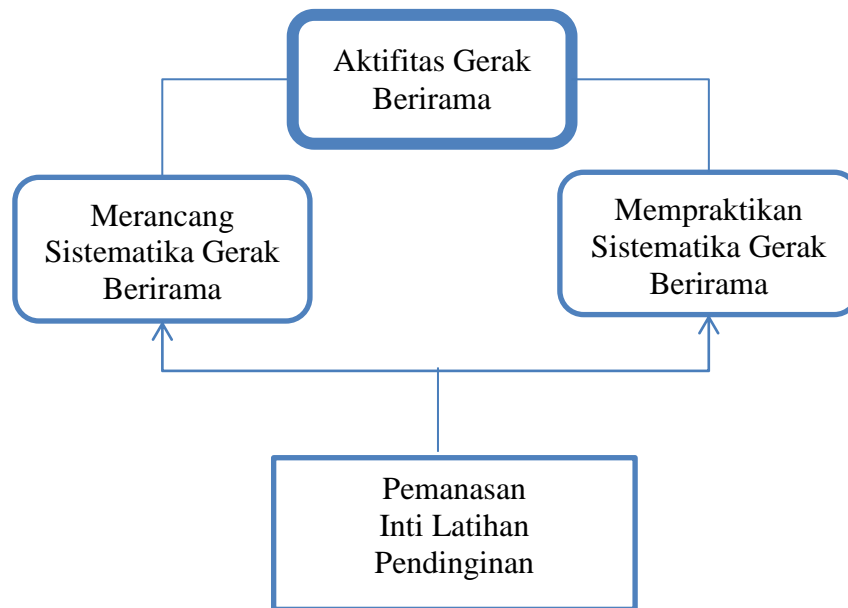 Aktifitas Gerak
Berirama
Merancang
Sistematika Gerak
Berirama
Mempraktikan
Sistematika Gerak
Berirama
Pemanasan
Inti Latihan
Pendinginan